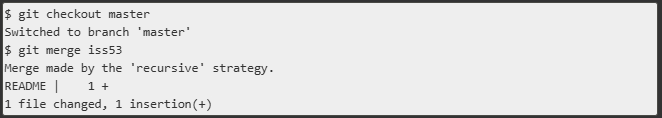 $ git checkout master
Switched to branch 'master'
$ git merge iss53
Merge made by the 'recursive' strategy.
README |    1 +
1 file changed, 1 insertion(+)